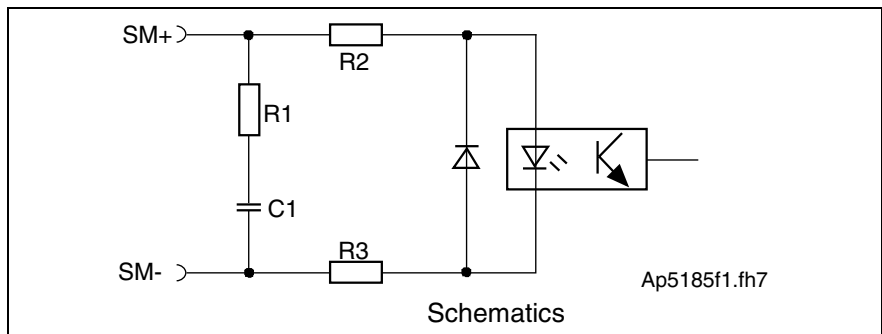 SM+
R2
R1
C1
SM-
R3
Ap5185f1.fh7
Schematics